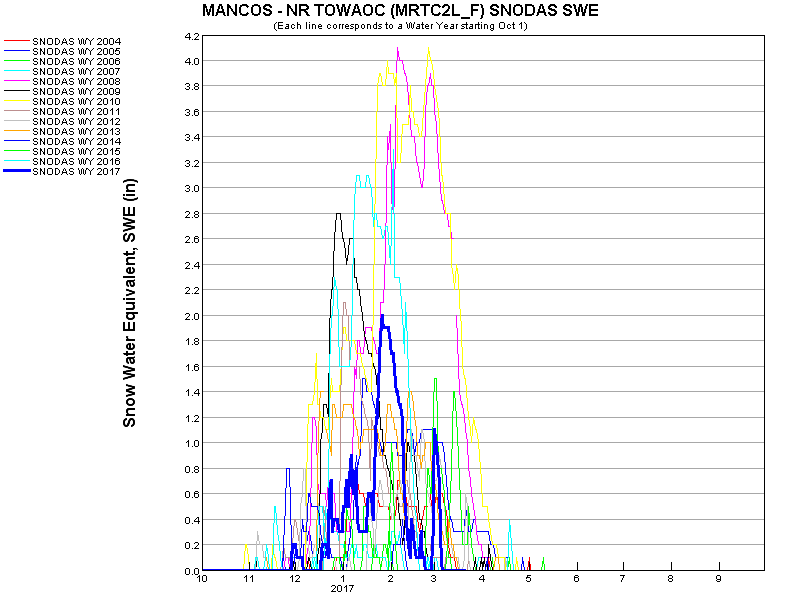 MANCOS - NR TOWAOC (MRTC2L_F) SNODAS SWE
(Each line corresponds to a Water Year starting Oct 1)
SNODAS WY 2004
SNODAS WY 2005
SNODAS WY 2006
SNODAS WY 2007
SNODAS WY 2008
SNODAS WY 2009
SNODAS WY 2010
SNODAS WY 2011
SNODAS WY 2012
SNODAS WY 2013
SNODAS WY 2014
SNODAS WY 2015
SNODAS WY 2016
SNODAS WY 2017
Snow Water Equivalent, SWE (in)
4.2
4.0
3.8
3.6
3.4
3.2
3.0
2.8
2.6
2.4
2.2
2.0
1.8
1.6
1.4
1.2
1.0
0.8
0.6
0.4
0.2
0.0
10 11 12 1 2 3 4 5 6 7 8 9
2017